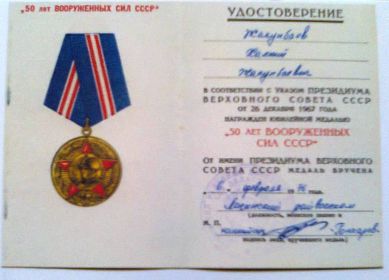 "50 лет ВООРУЖЕННЫХ СИЛ СССР"
УДОСТОВЕРЕНИЕ
В СООТВЕТСТВИИ С УКАЗОМ ПРЕЗИДИУМА
ВЕРХОВНОГО СОВЕТА СССР
ОТ 26 ДЕКАБРЯ 1967 ГОДА
НАГРАЖДЕН ЮБИЛЕЙНОЙ МЕДАЛЬЮ
"50 ЛЕТ ВООРУЖЕННЫХ
СИЛ СССР"
ОТ ИМЕНИ ПРЕЗИДИУМА ВЕРХОВНОГО
СОВЕТА СССР МЕДАЛЬ ВРУЧЕНА
6 февраля
райвоенком
(должность, воинское звание и
М. П.
подпись лица, вручившего медаль)